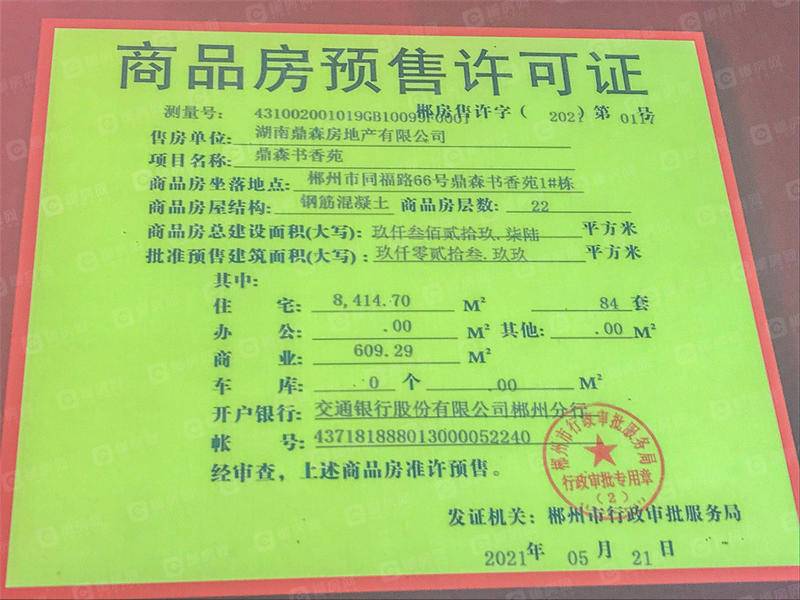 商品房预售许可证
郴房售许字( 202? )第 01号
测量号: 431002001019GB10099F0001
售房单位: 湖南鼎森房地产有限公司
项目名称: 鼎森书香苑
商品房坐落地点: 郴州市同福路66号鼎森书香苑1#栋
商品房屋结构: 钢筋混凝土 商品房层数: 22
商品房总建设面积(大写): 玖仟叁佰贰拾玖.柒陆 平方米
批准预售建筑面积(大写): 玖仟零贰拾叁.玖玖 平方米
其中:
住 宅: 8,414.70 M² 84 套
办 公: .00 M² 其他: .00 M²
商 业: 609.29 M²
车 库: 0 个 .00 M²
开户银行: 交通银行股份有限公司郴州分行
帐 号: 437181888013000052240
经审查,上述商品房准许预售。
郴州市行政审批服务局
行政审批专用章
(2)
发证机关: 郴州市行政审批服务局
2021年 05 月 21 日